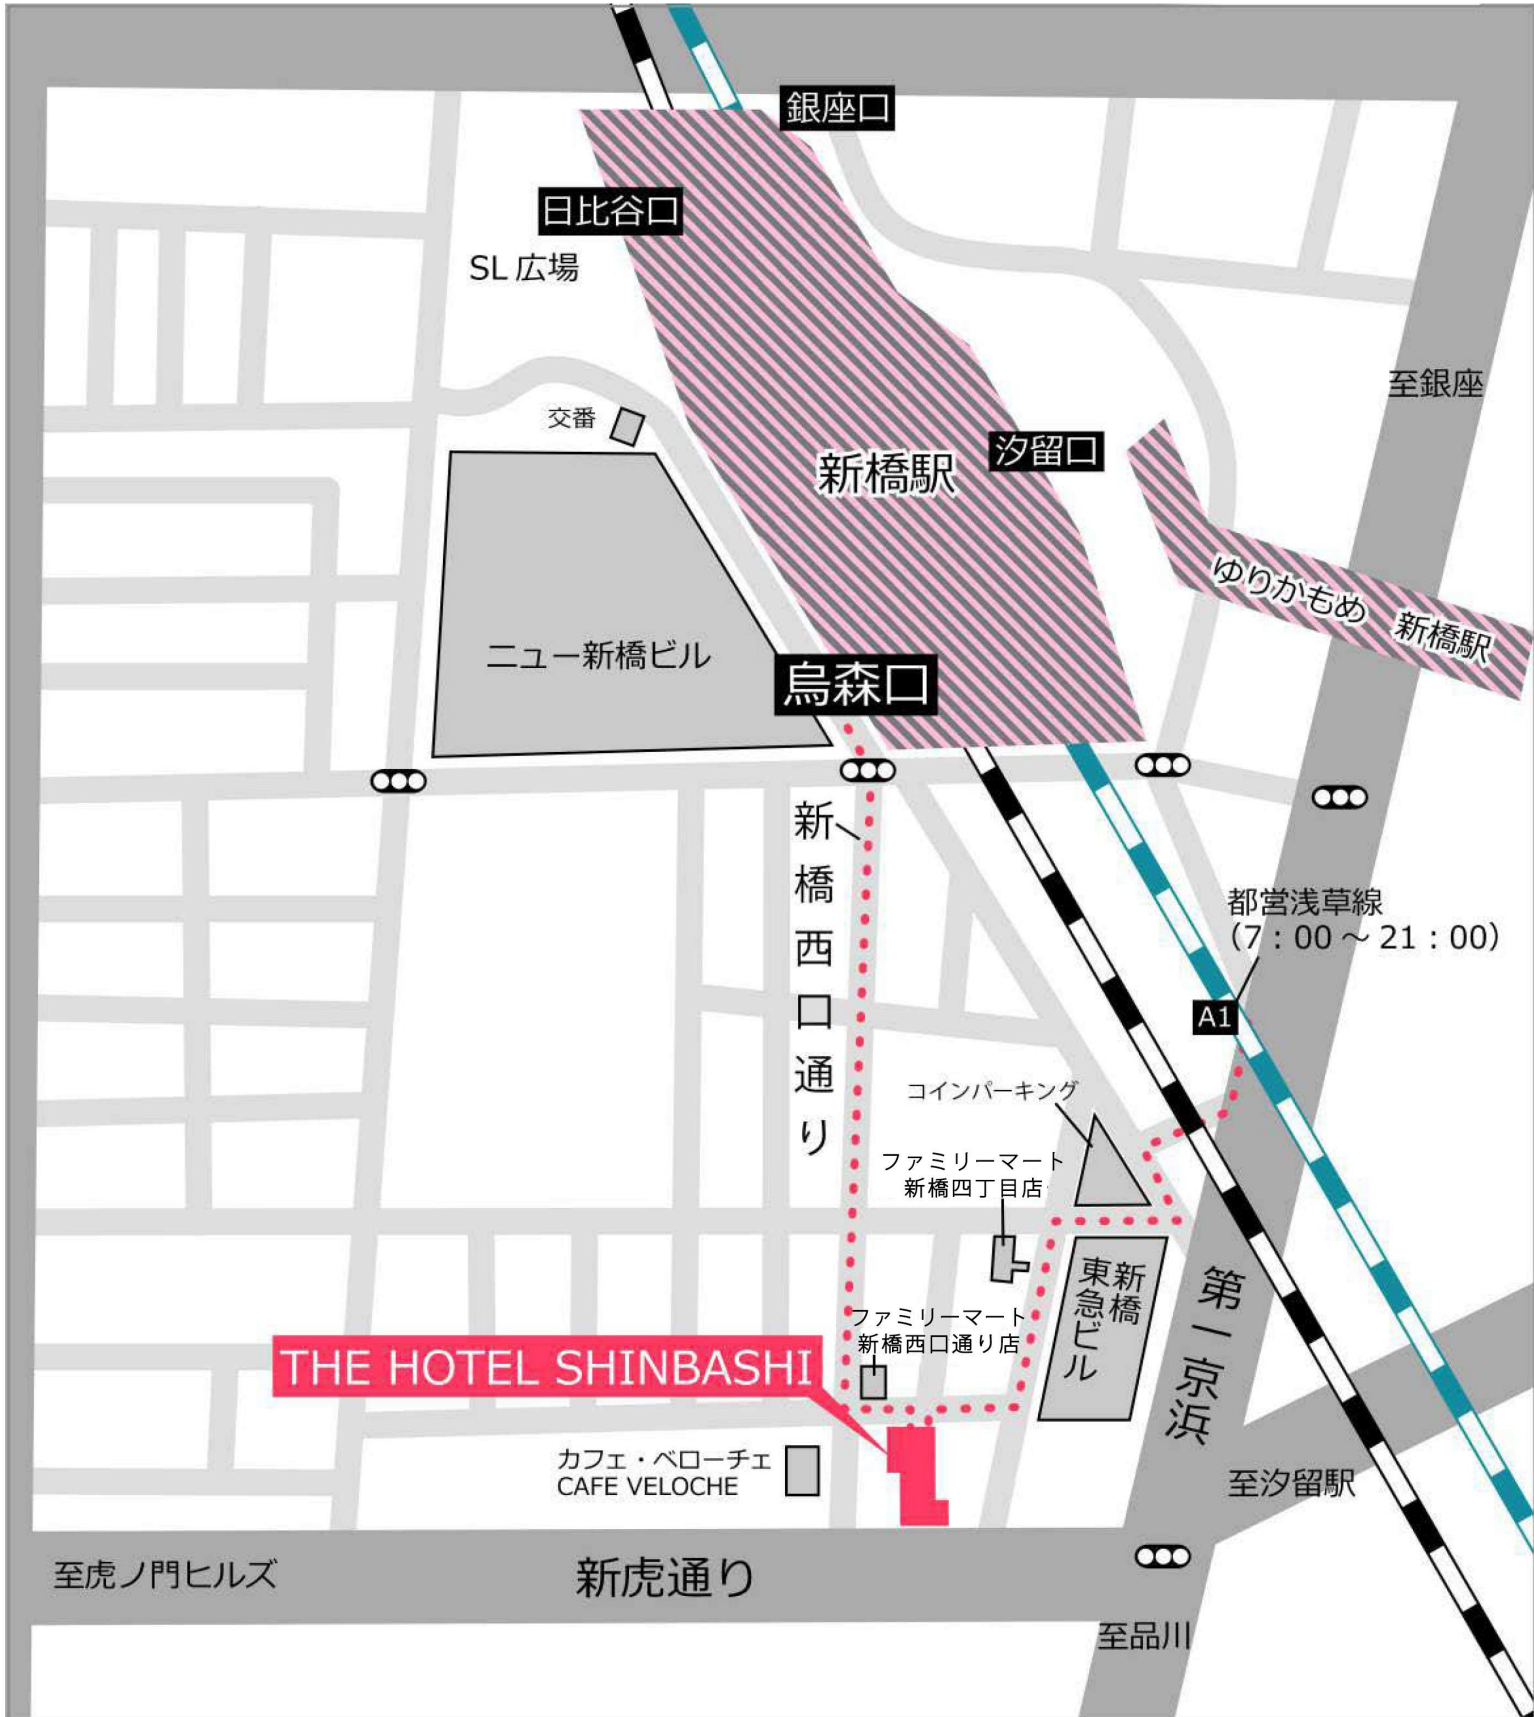 銀座口
日比谷口
SL 広場
至銀座
交番
汐留口
新橋駅
ゆりかもめ　新橋駅
ニュー新橋ビル
烏森口
新橋西口通り
都営浅草線
（7：00 ～ 21：00）
A1
コインパーキング
ファミリーマート
新橋四丁目店
新橋
東急ビル
第一京浜
ファミリーマート
新橋西口通り店
THE HOTEL SHINBASHI
カフェ・ベローチェ
CAFE VELOCHE
至汐留駅
至虎ノ門ヒルズ
新虎通り
至品川